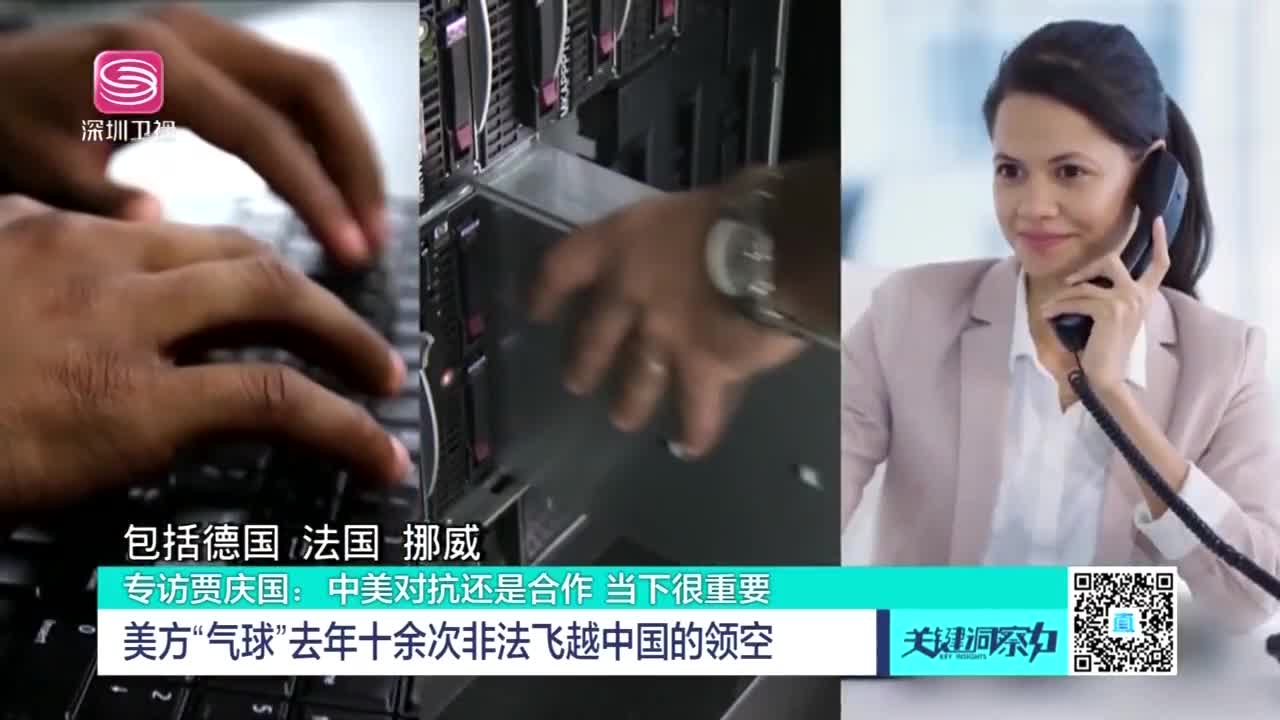 深圳卫视
包括德国 法国 挪威
专访贾庆国：中美对抗还是合作 当下很重要
美方“气球”去年十余次非法飞越中国的领空
关键洞察力
KEY INSIGHTS